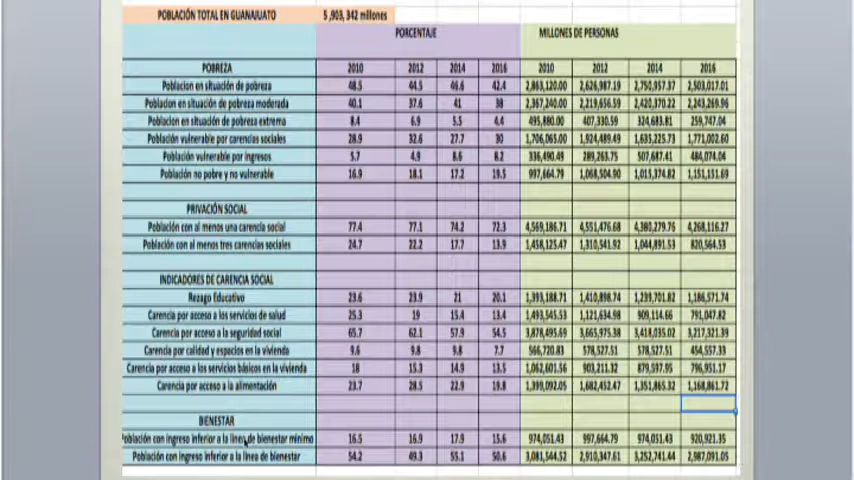 POBLACIÓN TOTAL EN GUANAJUATO 5 ,903, 342 millones
PORCENTAJE MILLONES DE PERSONAS
POBREZA 2010 2012 2014 2016 2010 2012 2014 2016
Poblacion en situación de pobreza 48.5 44.5 46.6 42.4 2,863,120.00 2,626,987.19 2,750,957.37 2,503,017.01
Poblacion en situación de pobreza moderada 40.1 37.6 41 38 2,367,240.00 2,219,656.59 2,420,370.22 2,243,269.96
Poblacion en situación de pobreza extrema 8.4 6.9 5.5 4.4 495,880.00 407,330.59 324,683.81 259,747.04
Población vulnerable por carencias sociales 28.9 32.6 27.7 30 1,706,065.00 1,924,489.49 1,635,225.73 1,771,002.60
Población vulnerable por ingresos 5.7 4.9 8.6 8.2 336,490.49 289,263.75 507,687.41 484,074.04
Población no pobre y no vulnerable 16.9 18.1 17.2 19.5 997,664.79 1,068,504.90 1,015,374.82 1,151,151.69
PRIVACIÓN SOCIAL
Población con al menos una carencia social 77.4 77.1 74.2 72.3 4,569,186.71 4,551,476.68 4,380,279.76 4,268,116.27
Población con al menos tres carencias sociales 24.7 22.2 17.7 13.9 1,458,125.47 1,310,541.92 1,044,891.53 820,564.53
INDICADORES DE CARENCIA SOCIAL
Rezago Educativo 23.6 23.9 21 20.1 1,393,188.71 1,410,898.74 1,239,701.82 1,186,571.74
Carencia por acceso a los servicios de salud 25.3 19 15.4 13.4 1,493,545.53 1,121,634.98 909,114.66 791,047.82
Carencia por acceso a la seguridad social 65.7 62.1 57.9 54.5 3,878,495.69 3,665,975.38 3,418,035.02 3,217,321.39
Carencia por calidad y espacios en la vivienda 9.6 9.8 9.8 7.7 566,720.83 578,527.51 578,527.51 454,557.33
Carencia por acceso a los servicios básicos en la vivienda 18 15.3 14.9 13.5 1,062,601.56 903,211.32 879,597.95 796,951.17
Carencia por acceso a la alimentación 23.7 28.5 22.9 19.8 1,399,092.05 1,682,452.47 1,351,865.32 1,168,861.72
BIENESTAR
Población con ingreso inferior a la línea de bienestar mínimo 16.5 16.9 17.9 15.6 974,051.43 997,664.79 974,051.43 920,921.35
Población con ingreso inferior a la línea de bienestar 54.2 49.3 55.1 50.6 3,081,544.52 2,910,347.61 3,252,741.44 2,987,091.05